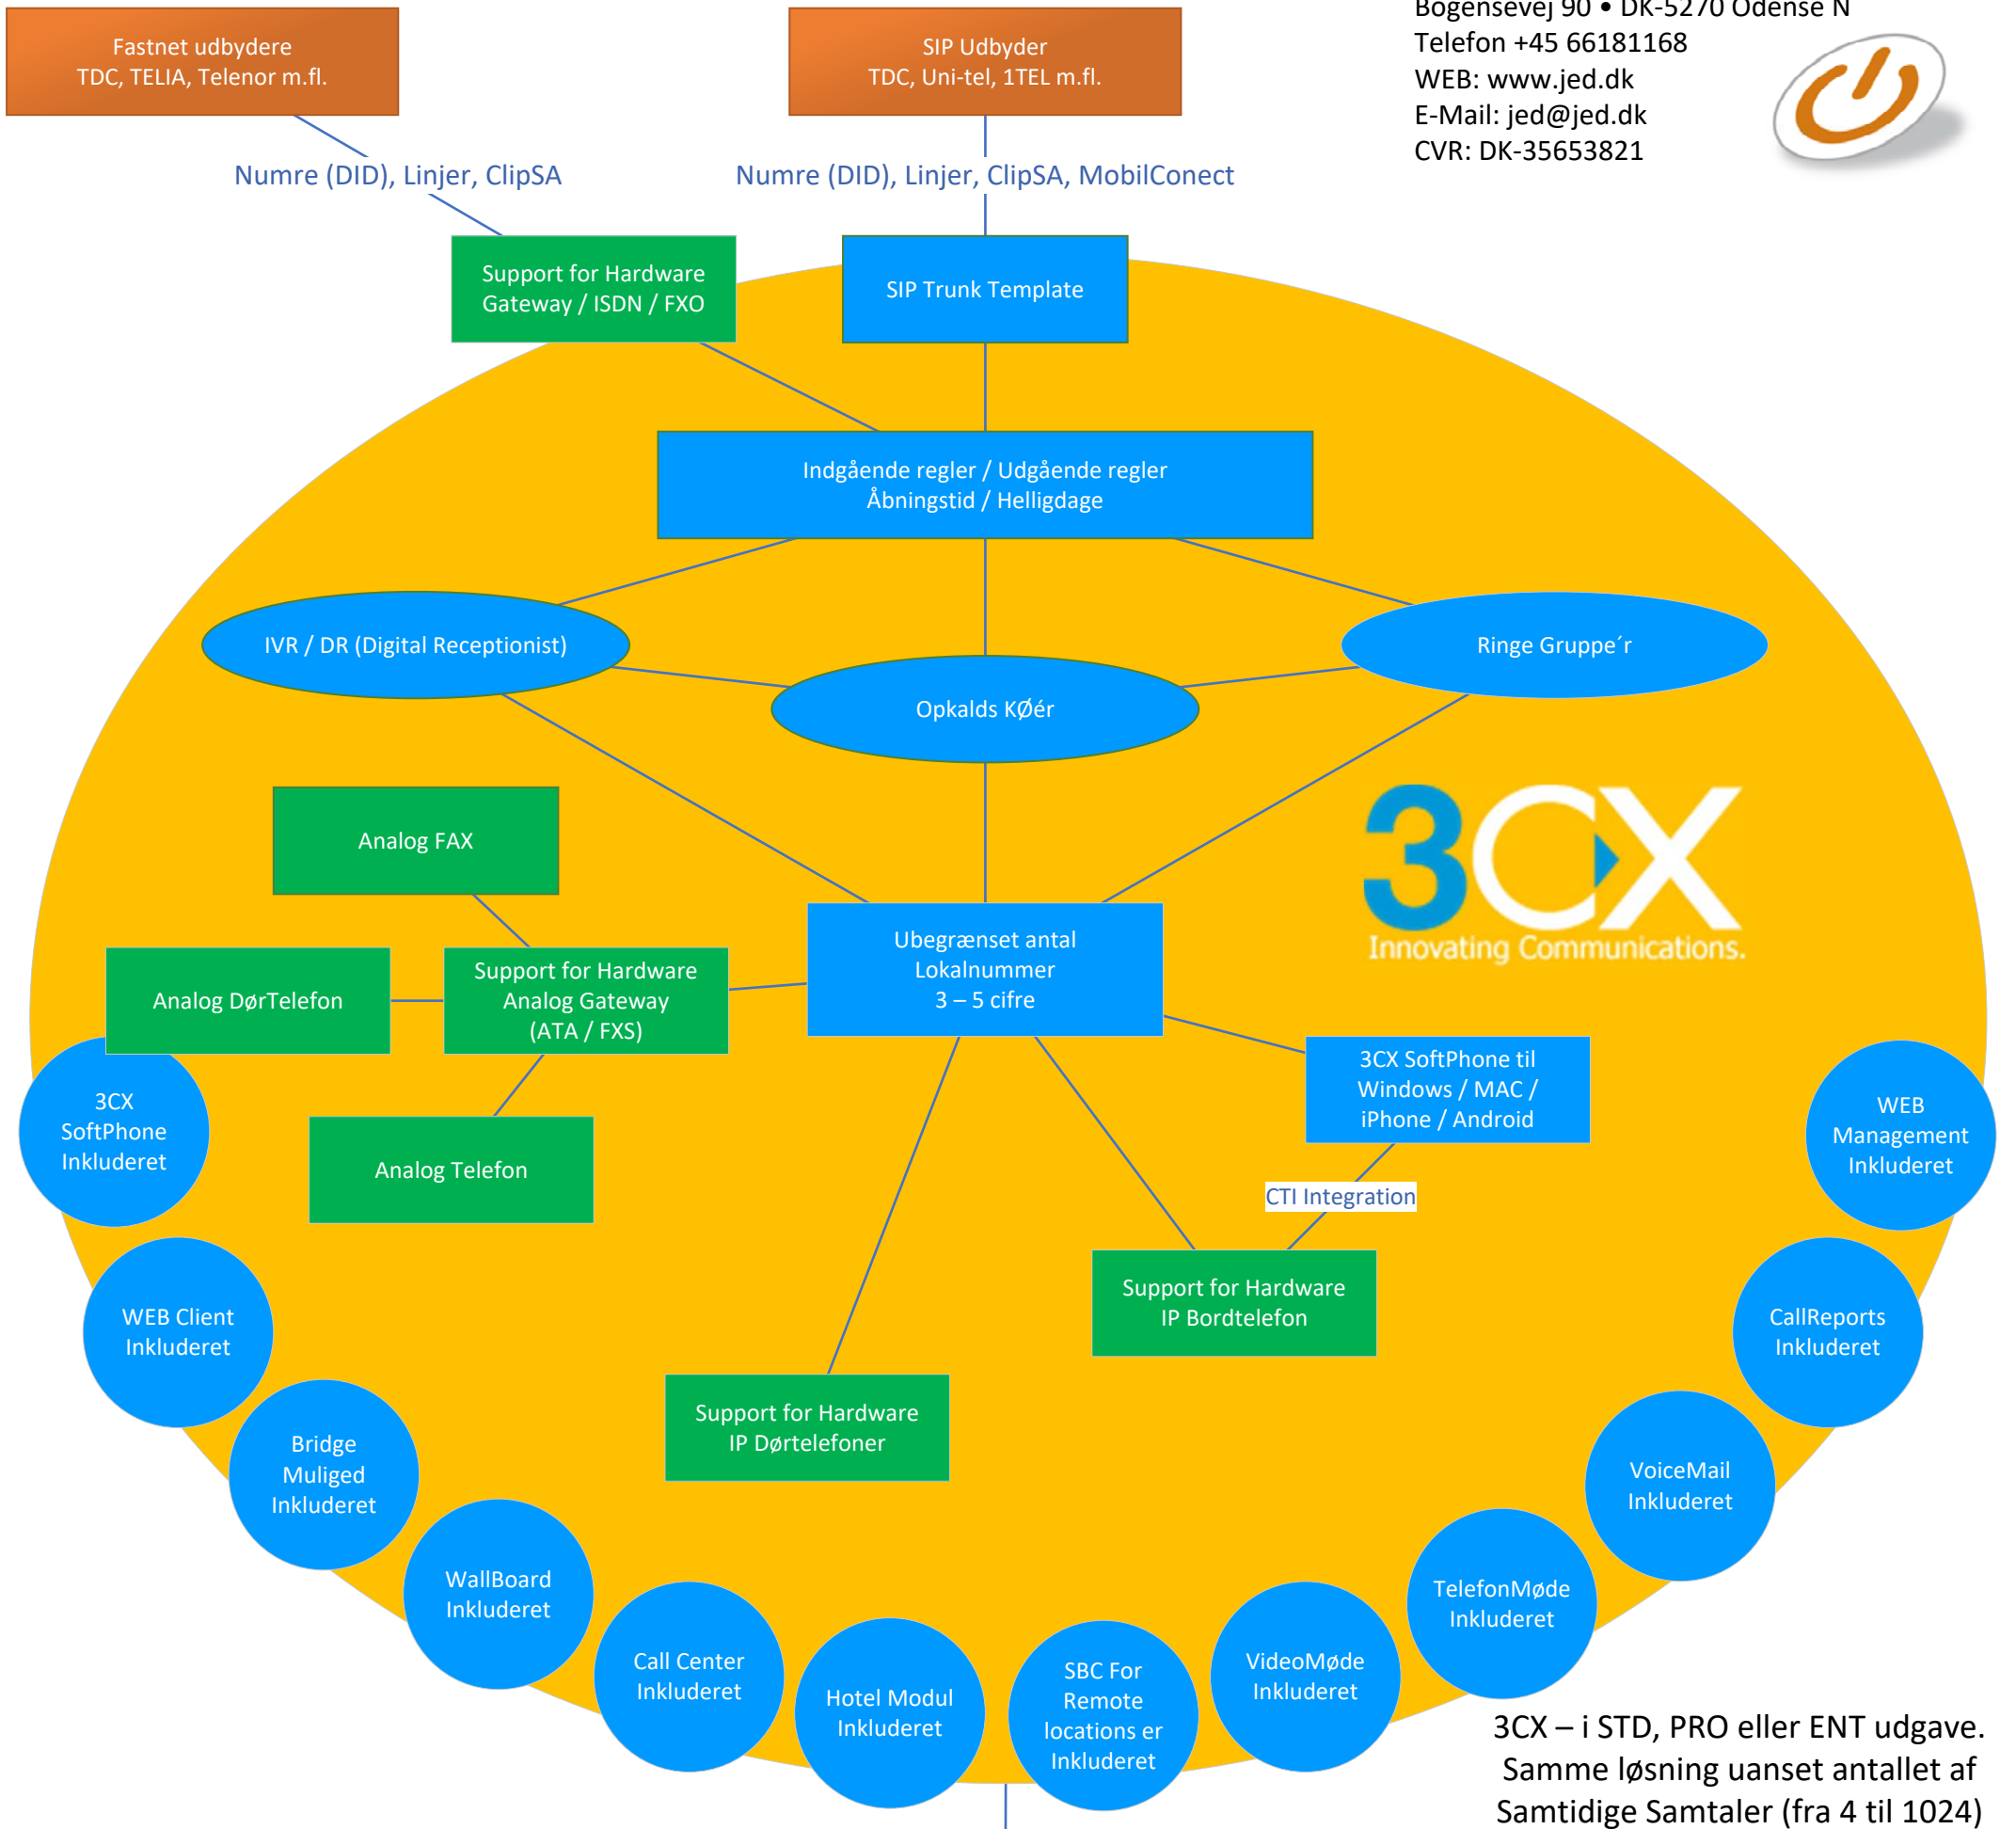 Bogensevej 90 • DK-5270 Odense N
Telefon +45 66181168
WEB: www.jed.dk
E-Mail: jed@jed.dk
CVR: DK-35653821
Fastnet udbydere
TDC, TELIA, Telenor m.fl.
SIP Udbyder
TDC, Uni-tel, 1TEL m.fl.
Numre (DID), Linjer, ClipSA
Numre (DID), Linjer, ClipSA, MobilConect
Support for Hardware
Gateway / ISDN / FXO
SIP Trunk Template
Indgående regler / Udgående regler
Åbningstid / Helligdage
IVR / DR (Digital Receptionist)
Ringe Gruppe´r
Opkalds KØér
3CX
Innovating Communications.
Analog FAX
Ubegrænset antal
Lokalnummer
3 – 5 cifre
Analog DørTelefon
Support for Hardware
Analog Gateway
(ATA / FXS)
3CX SoftPhone til
Windows / MAC /
iPhone / Android
Analog Telefon
CTI Integration
Support for Hardware
IP Bordtelefon
Support for Hardware
IP Dørtelefoner
3CX
SoftPhone
Inkluderet
WEB Client
Inkluderet
Bridge
Muliged
Inkluderet
WallBoard
Inkluderet
Call Center
Inkluderet
Hotel Modul
Inkluderet
SBC For
Remote
locations er
Inkluderet
VideoMøde
Inkluderet
TelefonMøde
Inkluderet
VoiceMail
Inkluderet
CallReports
Inkluderet
WEB
Management
Inkluderet
3CX – i STD, PRO eller ENT udgave.
Samme løsning uanset antallet af
Samtidige Samtaler (fra 4 til 1024)